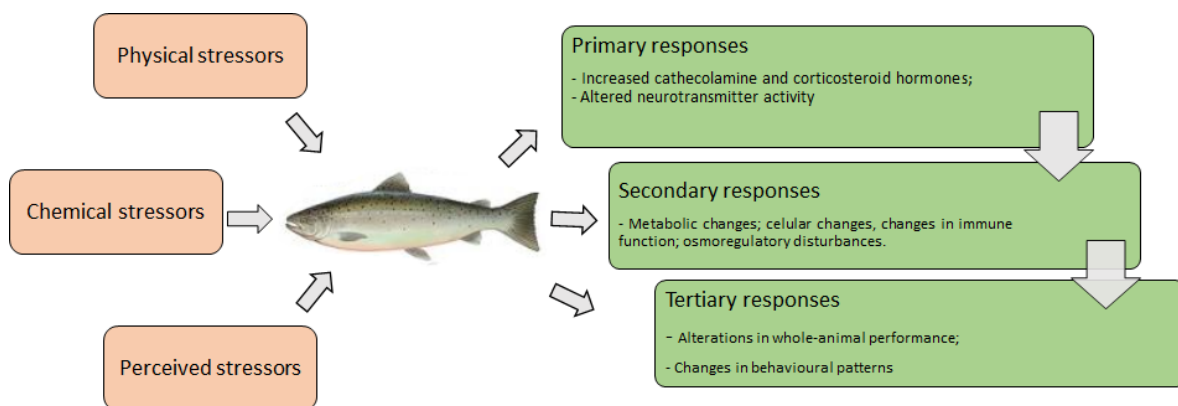 Physical stressors
Chemical stressors
Perceived stressors
Primary responses
- Increased cathecolamine and corticosteroid hormones;
- Altered neurotransmitter activity
Secondary responses
- Metabolic changes; celular changes, changes in immune
function; osmoregulatory disturbances.
Tertiary responses
- Alterations in whole-animal performance;
- Changes in behavioural patterns